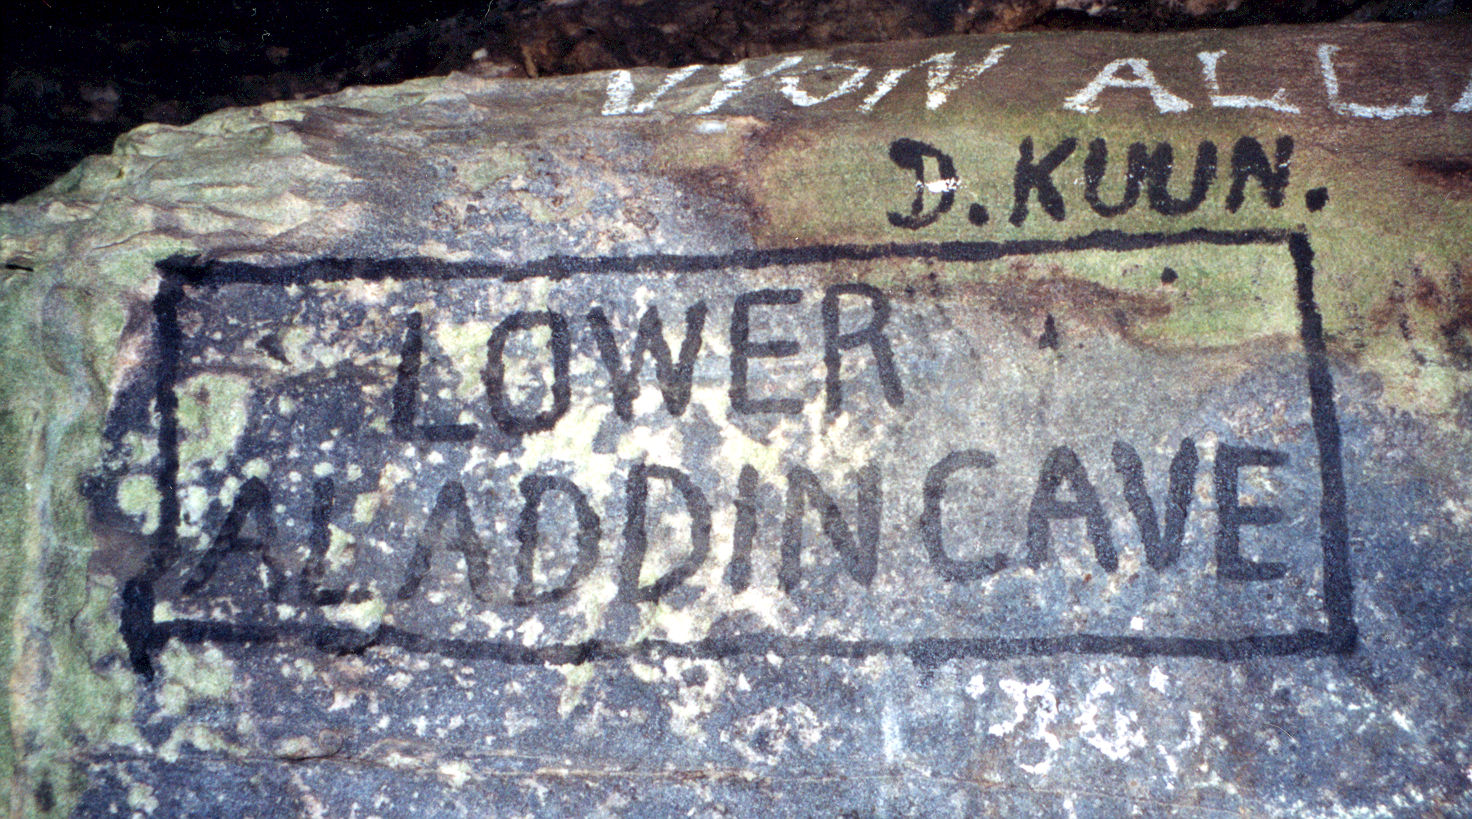 D. KUUN.
LOWER
ALADDIN CAVE